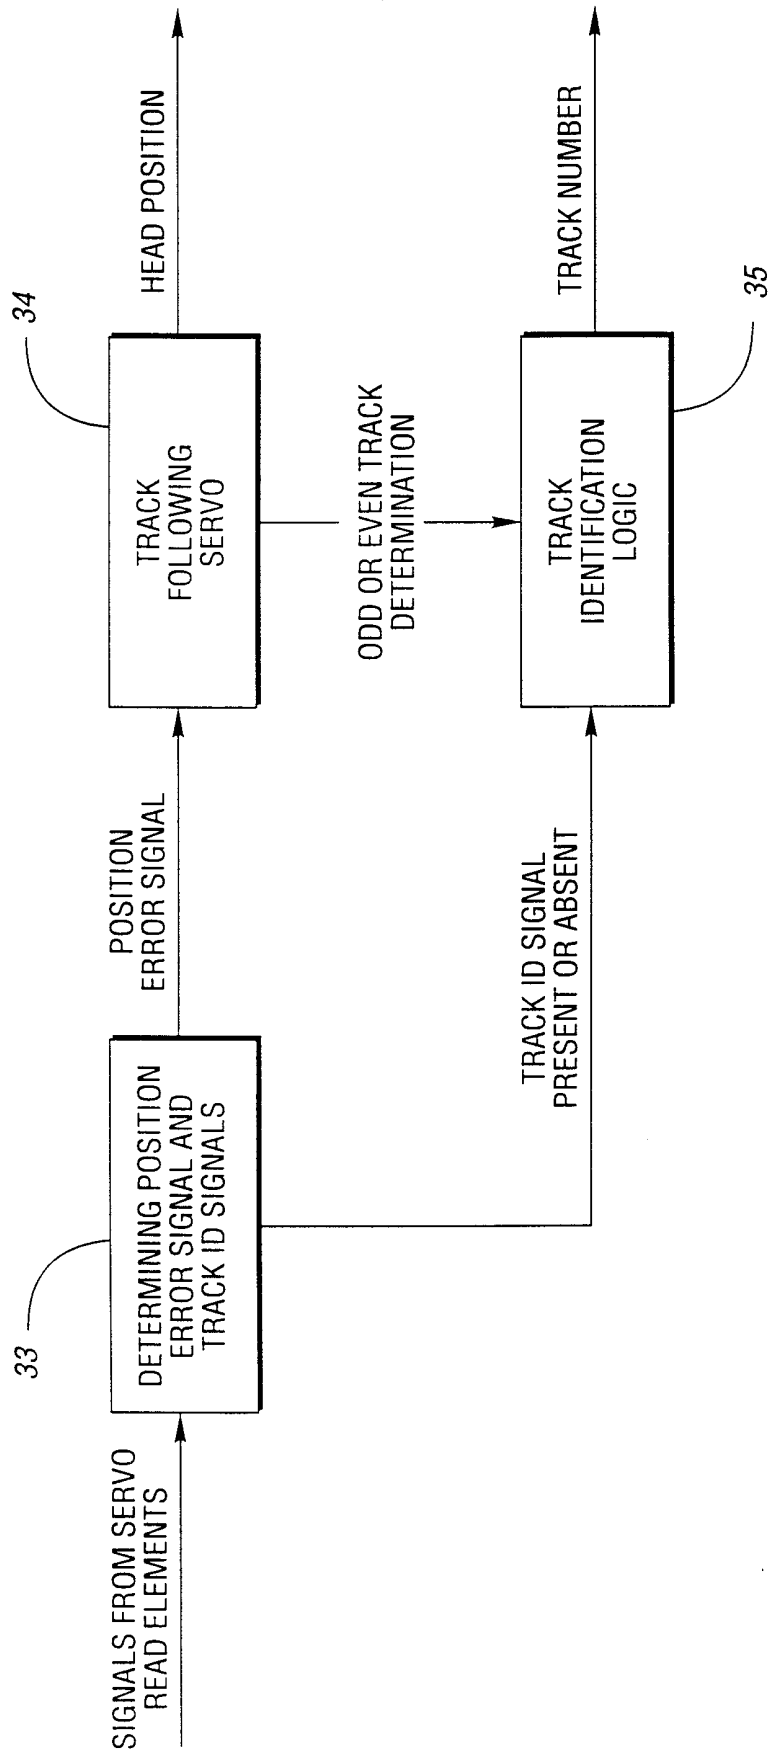 SIGNALS FROM SERVO
READ ELEMENTS
33
DETERMINING POSITION
ERROR SIGNAL AND
TRACK ID SIGNALS
POSITION
ERROR SIGNAL
34
TRACK
FOLLOWING
SERVO
HEAD POSITION
ODD OR EVEN TRACK
DETERMINATION
TRACK ID SIGNAL
PRESENT OR ABSENT
TRACK
IDENTIFICATION
LOGIC
35
TRACK NUMBER